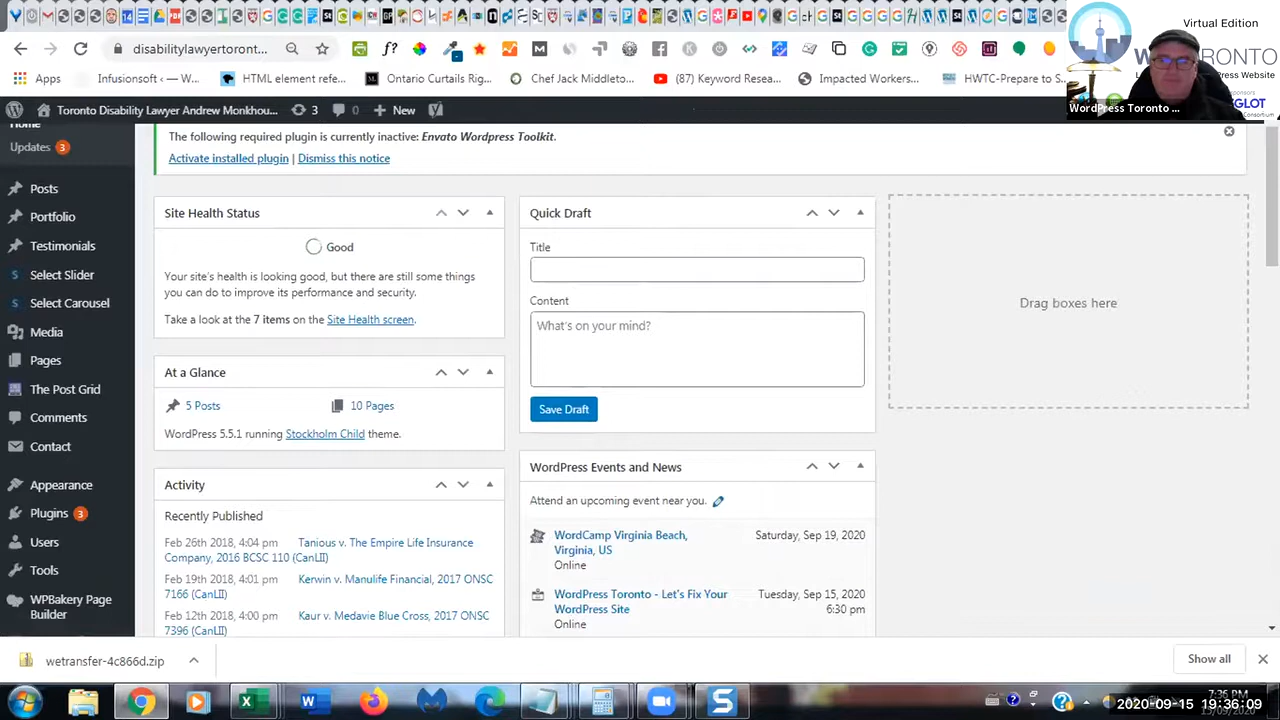 Virtual Edition
disabilitylawyertoront...
Apps
Infusionsoft ‹ — W...
HTML element refe...
Ontario Curtails Rig...
Chef Jack Middleto...
(87) Keyword Resea...
Impacted Workers...
HWTC-Prepare to S...
TORONTO
Press Website
WordPress Toronto ...
GLOT
Toronto Disability Lawyer Andrew Monkhou...
3
0
New
Home
Updates 3
Posts
Portfolio
Testimonials
Select Slider
Select Carousel
Media
Pages
The Post Grid
Comments
Contact
Appearance
Plugins 3
Users
Tools
WPBakery Page
Builder
The following required plugin is currently inactive: Envato Wordpress Toolkit.
Activate installed plugin | Dismiss this notice
Site Health Status
Good
Your site's health is looking good, but there are still some things
you can do to improve its performance and security.
Take a look at the 7 items on the Site Health screen.
At a Glance
5 Posts
10 Pages
WordPress 5.5.1 running Stockholm Child theme.
Activity
Recently Published
Feb 26th 2018, 4:04 pm Tanious v. The Empire Life Insurance
Company, 2016 BCSC 110 (CanLII)
Feb 19th 2018, 4:01 pm Kerwin v. Manulife Financial, 2017 ONSC
7166 (CanLII)
Feb 12th 2018, 4:00 pm Kaur v. Medavie Blue Cross, 2017 ONSC
7396 (CanLII)
Quick Draft
Title
Content
What's on your mind?
Save Draft
WordPress Events and News
Attend an upcoming event near you.
WordCamp Virginia Beach,
Virginia, US
Online
Saturday, Sep 19, 2020
WordPress Toronto - Let's Fix Your
WordPress Site
Online
Tuesday, Sep 15, 2020
6:30 pm
Drag boxes here
wetransfer-4c866d.zip
Show all
7:36 PM
2020-09-15 19:36:09